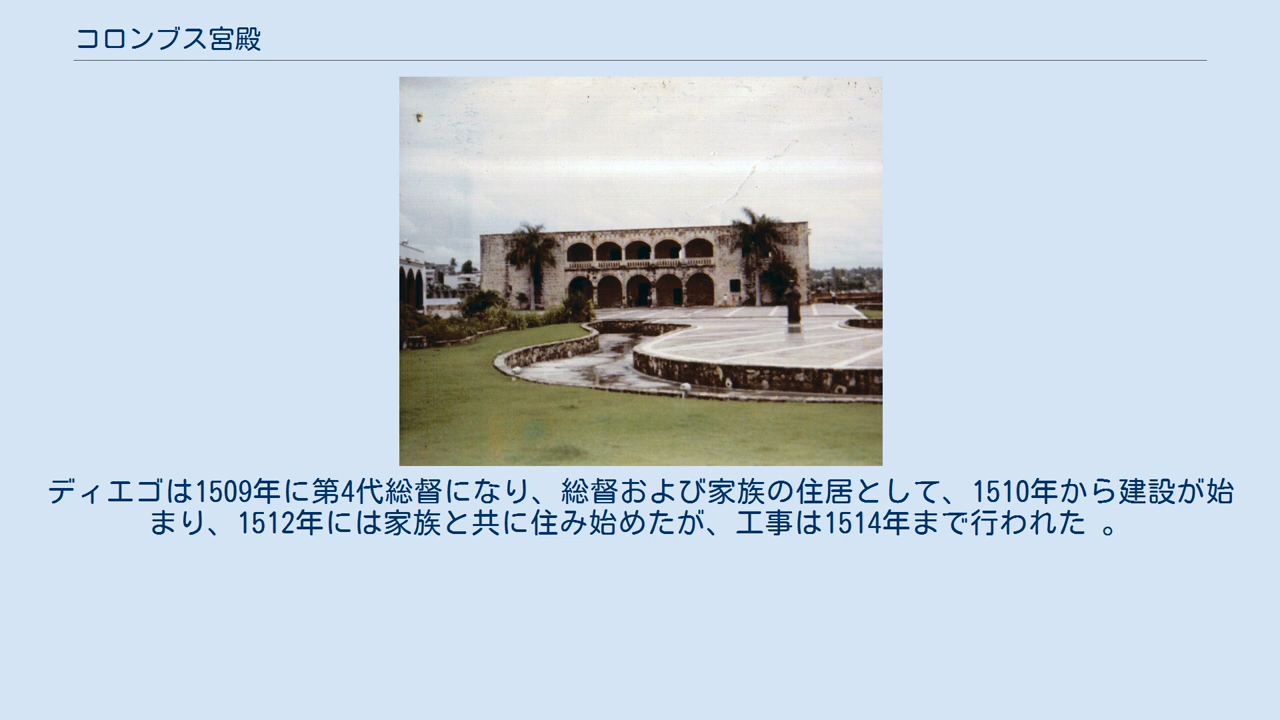 コロンブス宮殿
ディエゴは1509年に第4代総督になり、総督および家族の住居として、1510年から建設が始
まり、1512年には家族と共に住み始めたが、工事は1514年まで行われた 。